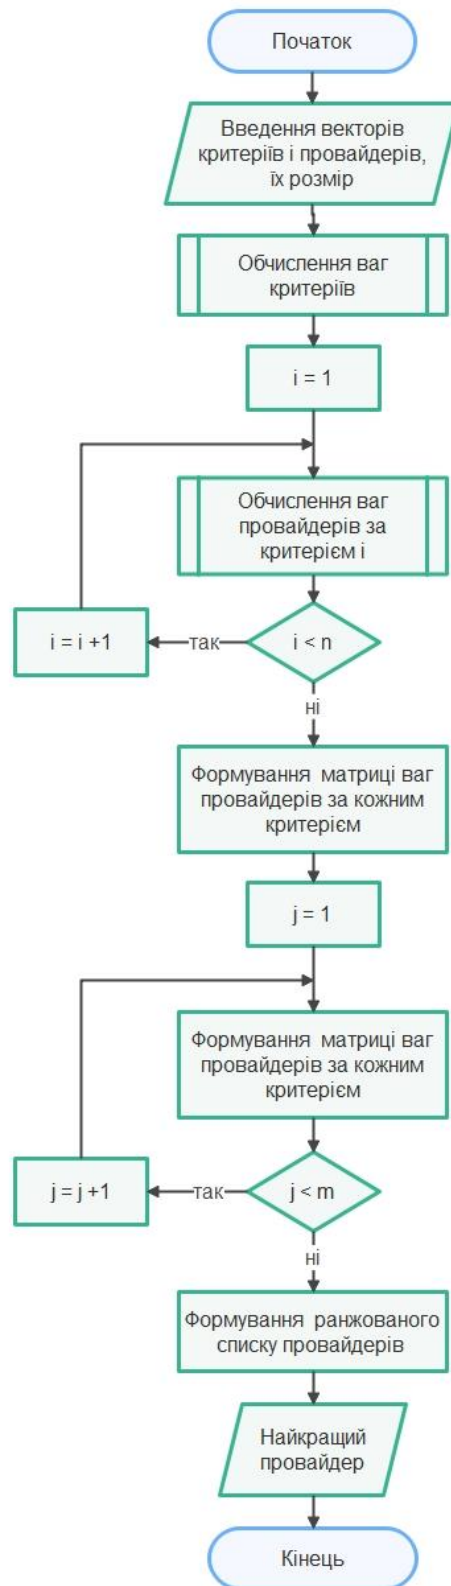 Початок
Введення векторів
критеріїв і провайдерів,
їх розмір
Обчислення ваг
критеріїв
i = 1
Обчислення ваг
провайдерів за
критерієм i
i < n
так
i = i +1
ні
Формування матриці ваг
провайдерів за кожним
критерієм
j = 1
Формування матриці ваг
провайдерів за кожним
критерієм
j < m
так
j = j +1
ні
Формування ранжованого
списку провайдерів
Найкращий
провайдер
Кінець